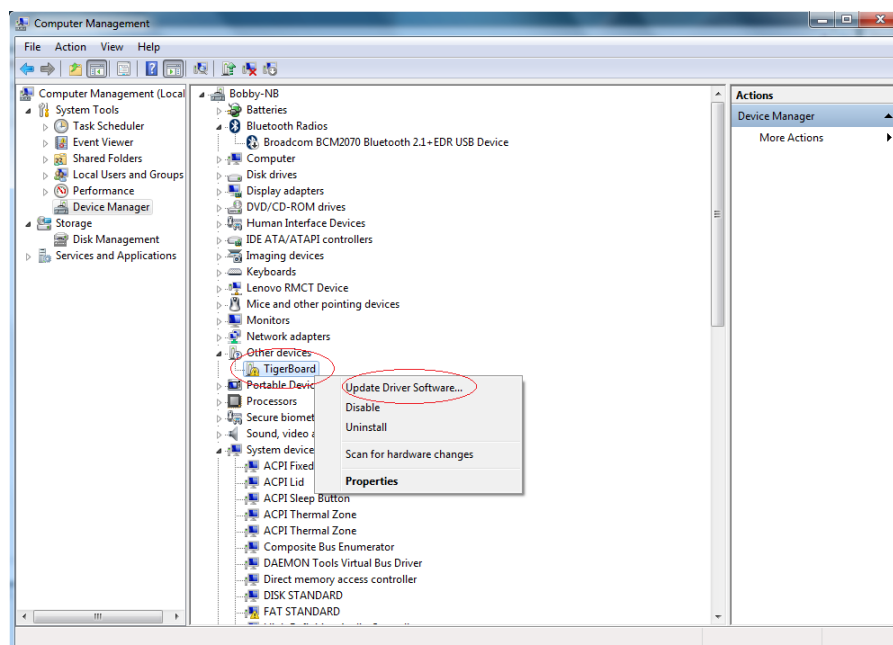 Computer Management
File Action View Help
Computer Management (Local
System Tools
Task Scheduler
Event Viewer
Shared Folders
Local Users and Groups
Performance
Device Manager
Storage
Disk Management
Services and Applications
Bobby-NB
Batteries
Bluetooth Radios
Broadcom BCM2070 Bluetooth 2.1+EDR USB Device
Computer
Disk drives
Display adapters
DVD/CD-ROM drives
Human Interface Devices
IDE ATA/ATAPI controllers
Imaging devices
Keyboards
Lenovo RMCT Device
Mice and other pointing devices
Monitors
Network adapters
Other devices
TigerBoard
Portable Devic
Processors
Secure biomet
Sound, video a
System device
ACPI Fixed
ACPI Lid
ACPI Sleep Button
ACPI Thermal Zone
ACPI Thermal Zone
Composite Bus Enumerator
DAEMON Tools Virtual Bus Driver
Direct memory access controller
DISK STANDARD
FAT STANDARD
Update Driver Software...
Disable
Uninstall
Scan for hardware changes
Properties
Actions
Device Manager
More Actions